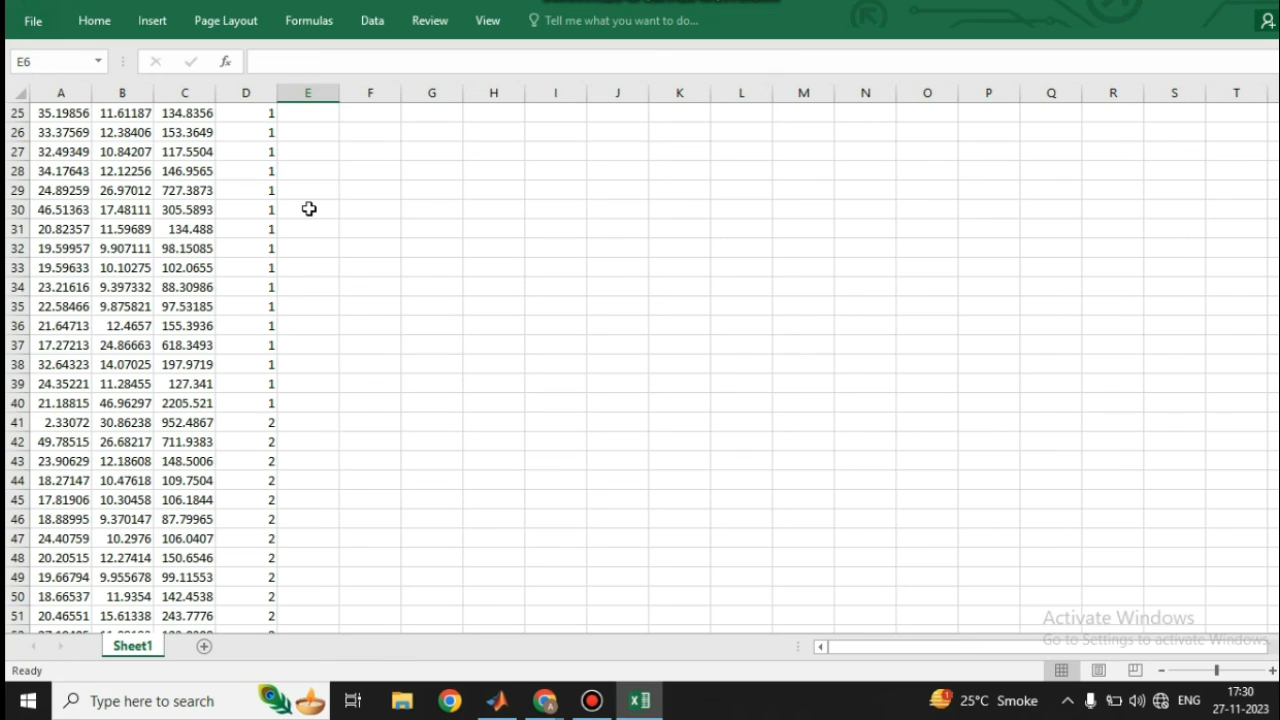 File Home Insert Page Layout Formulas Data Review View Tell me what you want to do...
E6 fx
A B C D E F G H I J K L M N O P Q R S T
25 35.19856 11.61187 134.8356 1
26 33.37569 12.38406 153.3649 1
27 32.49349 10.84207 117.5504 1
28 34.17643 12.12256 146.9565 1
29 24.89259 26.97012 727.3873 1
30 46.51363 17.48111 305.5893 1
31 20.82357 11.59689 134.488 1
32 19.59957 9.907111 98.15085 1
33 19.59633 10.10275 102.0655 1
34 23.21616 9.397332 88.30986 1
35 22.58466 9.875821 97.53185 1
36 21.64713 12.4657 155.3936 1
37 17.27213 24.86663 618.3493 1
38 32.64323 14.07025 197.9719 1
39 24.35221 11.28455 127.341 1
40 21.18815 46.96297 2205.521 1
41 2.33072 30.86238 952.4867 2
42 49.78515 26.68217 711.9383 2
43 23.90629 12.18608 148.5006 2
44 18.27147 10.47618 109.7504 2
45 17.81906 10.30458 106.1844 2
46 18.88995 9.370147 87.79965 2
47 24.40759 10.2976 106.0407 2
48 20.20515 12.27414 150.6546 2
49 19.66794 9.955678 99.11553 2
50 18.66537 11.9354 142.4538 2
51 20.46551 15.61338 243.7776 2
Activate Windows
Go to Settings to activate Windows.
Sheet1
Ready
Type here to search 25°C Smoke ENG 17:30
27-11-2023